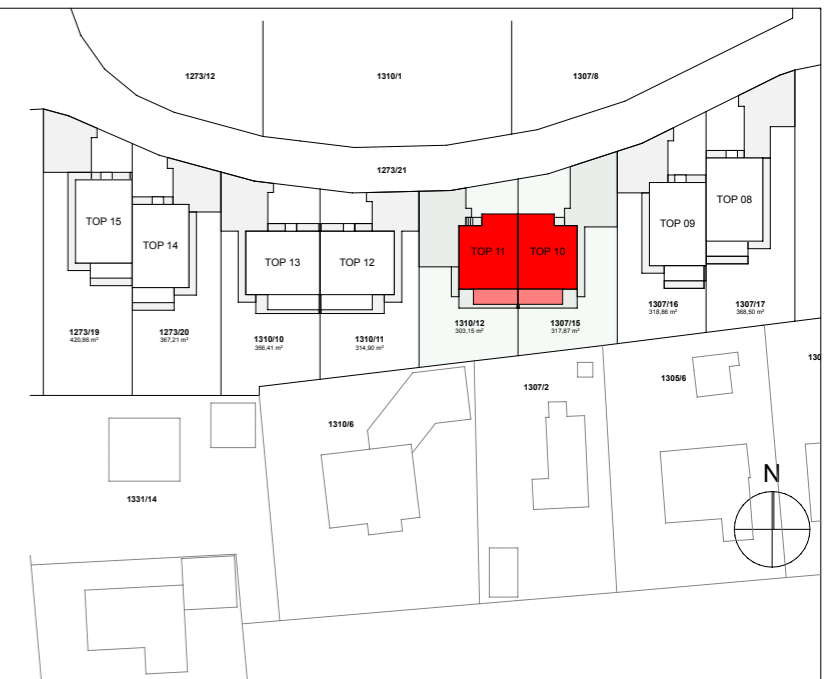 1273/12
1310/1
1307/8
1273/21
TOP 15
TOP 14
TOP 13
TOP 12
TOP 11
TOP 10
TOP 09
TOP 08
1273/19
420,86 m²
1273/20
367,21 m²
1310/10
356,41 m²
1310/11
314,90 m²
1310/12
303,15 m²
1307/15
317,87 m²
1307/16
318,86 m²
1307/17
368,50 m²
1310/6
1307/2
1305/6
130
1331/14
N